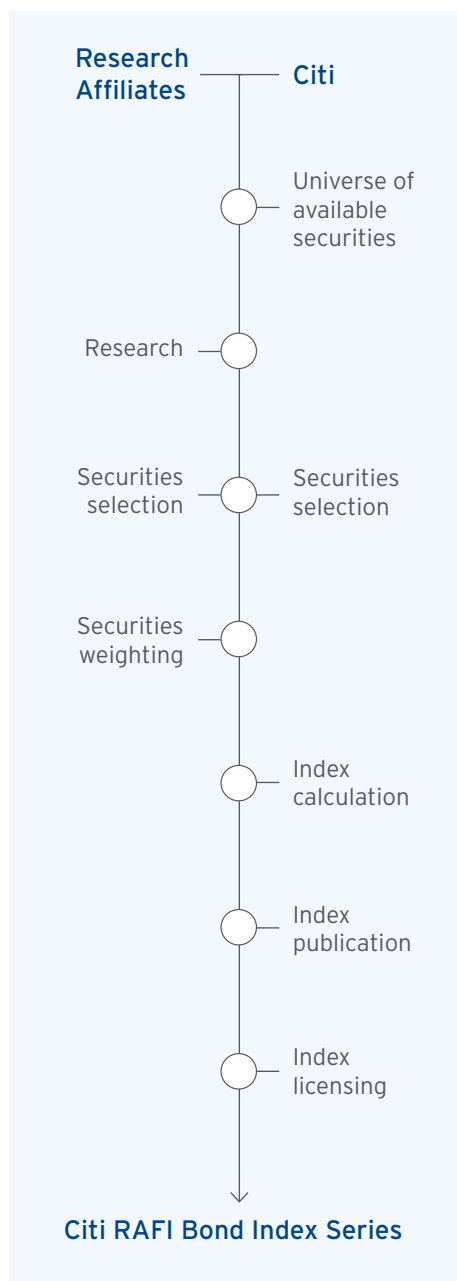 Research
Affiliates
Citi
Universe of
available
securities
Research
Securities
selection
Securities
selection
Securities
weighting
Index
calculation
Index
publication
Index
licensing
Citi RAFI Bond Index Series